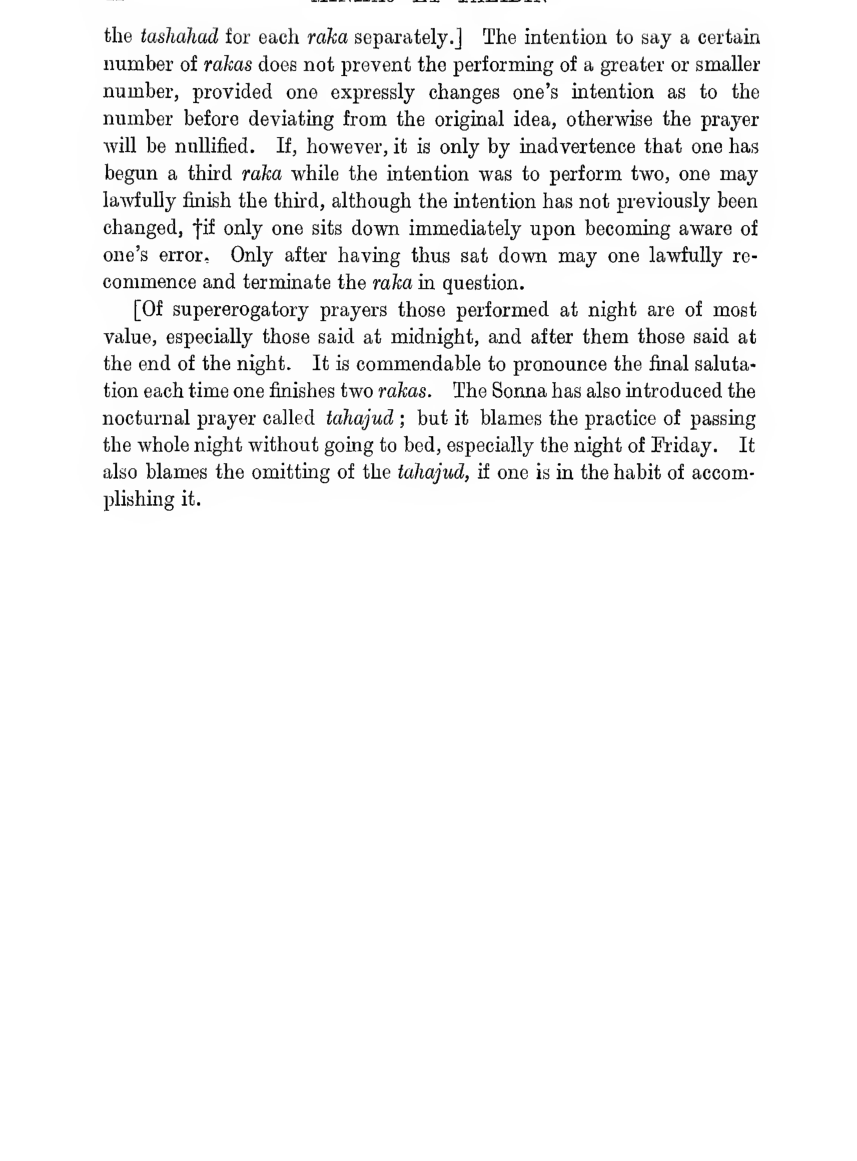 the tashahad for each raka separately.] The intention to say a certain
number of rakas does not prevent the performing of a greater or smaller
number, provided one expressly changes one's intention as to the
number before deviating from the original idea, otherwise the prayer
will be nullified. If, however, it is only by inadvertence that one has
begun a third raka while the intention was to perform two, one may
lawfully finish the third, although the intention has not previously been
changed, †if only one sits down immediately upon becoming aware of
one's error. Only after having thus sat down may one lawfully re-
commence and terminate the raka in question.
[Of supererogatory prayers those performed at night are of most
value, especially those said at midnight, and after them those said at
the end of the night. It is commendable to pronounce the final saluta-
tion each time one finishes two rakas. The Sonna has also introduced the
nocturnal prayer called tahajud; but it blames the practice of passing
the whole night without going to bed, especially the night of Friday. It
also blames the omitting of the tahajud, if one is in the habit of accom-
plishing it.